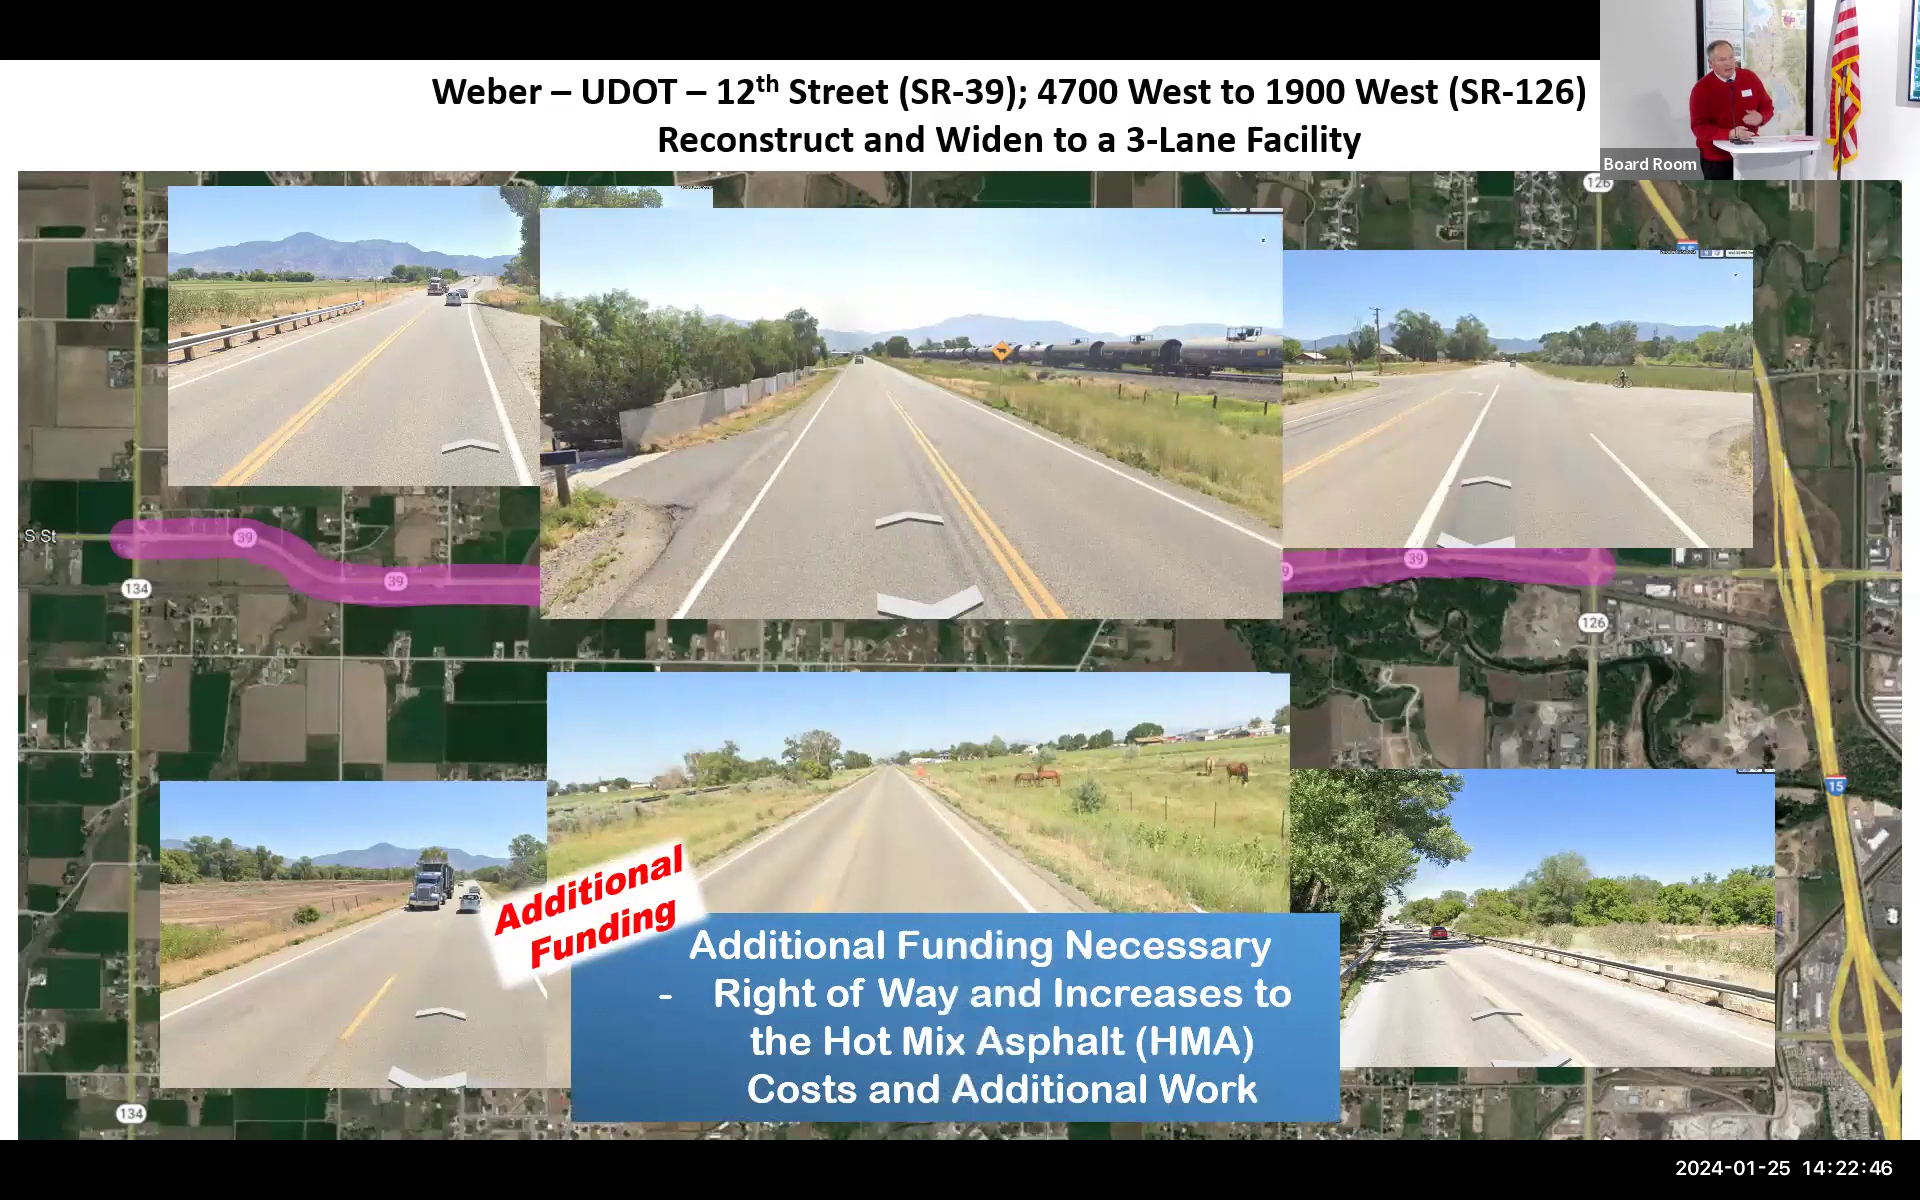 Weber – UDOT – 12th Street (SR-39); 4700 West to 1900 West (SR-126)
Reconstruct and Widen to a 3-Lane Facility
Board Room
126
15
S St
39
39
39
134
126
15
Additional
Funding
Additional Funding Necessary
- Right of Way and Increases to
the Hot Mix Asphalt (HMA)
Costs and Additional Work
134
2024-01-25 14:22:46